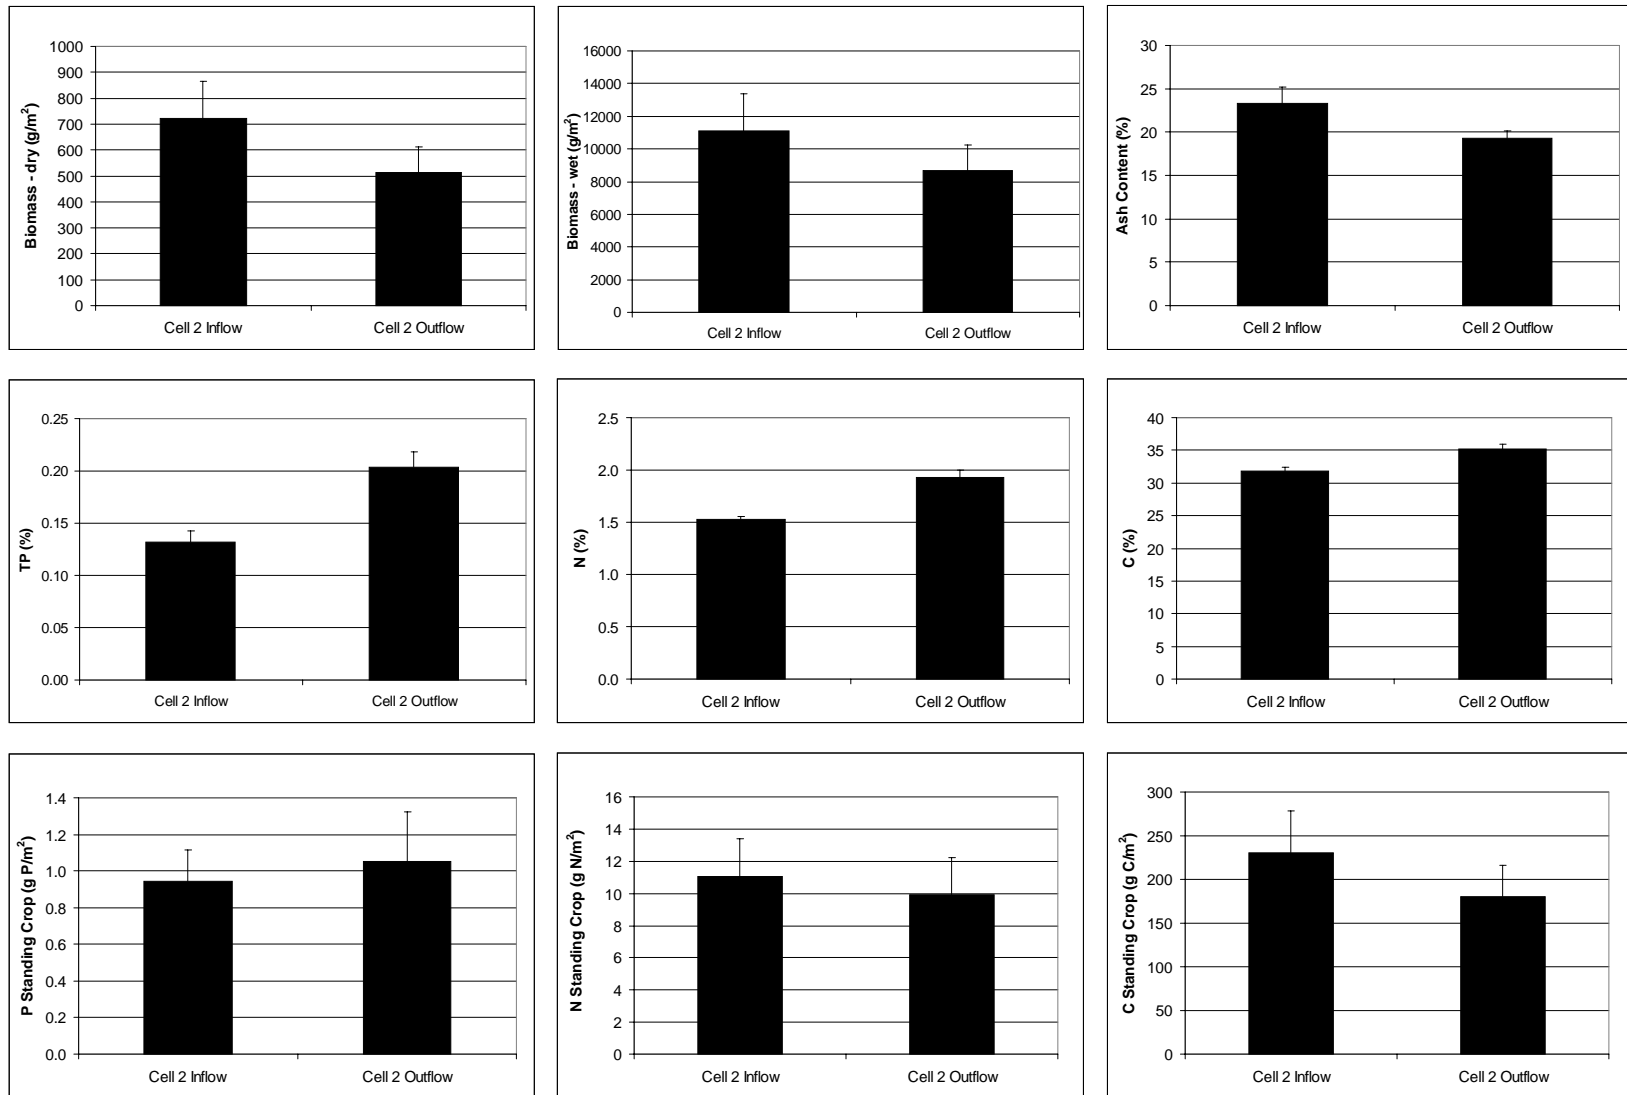 Biomass - dry (g/m²)
1000
900
800
700
600
500
400
300
200
100
0
Cell 2 Inflow
Cell 2 Outflow
Biomass - wet (g/m²)
16000
14000
12000
10000
8000
6000
4000
2000
0
Cell 2 Inflow
Cell 2 Outflow
Ash Content (%)
30
25
20
15
10
5
0
Cell 2 Inflow
Cell 2 Outflow
TP (%)
0.25
0.20
0.15
0.10
0.05
0.00
Cell 2 Inflow
Cell 2 Outflow
N (%)
2.5
2.0
1.5
1.0
0.5
0.0
Cell 2 Inflow
Cell 2 Outflow
C (%)
40
35
30
25
20
15
10
5
0
Cell 2 Inflow
Cell 2 Outflow
P Standing Crop (g P/m²)
1.4
1.2
1.0
0.8
0.6
0.4
0.2
0.0
Cell 2 Inflow
Cell 2 Outflow
N Standing Crop (g N/m²)
16
14
12
10
8
6
4
2
0
Cell 2 Inflow
Cell 2 Outflow
C Standing Crop (g C/m²)
300
250
200
150
100
50
0
Cell 2 Inflow
Cell 2 Outflow